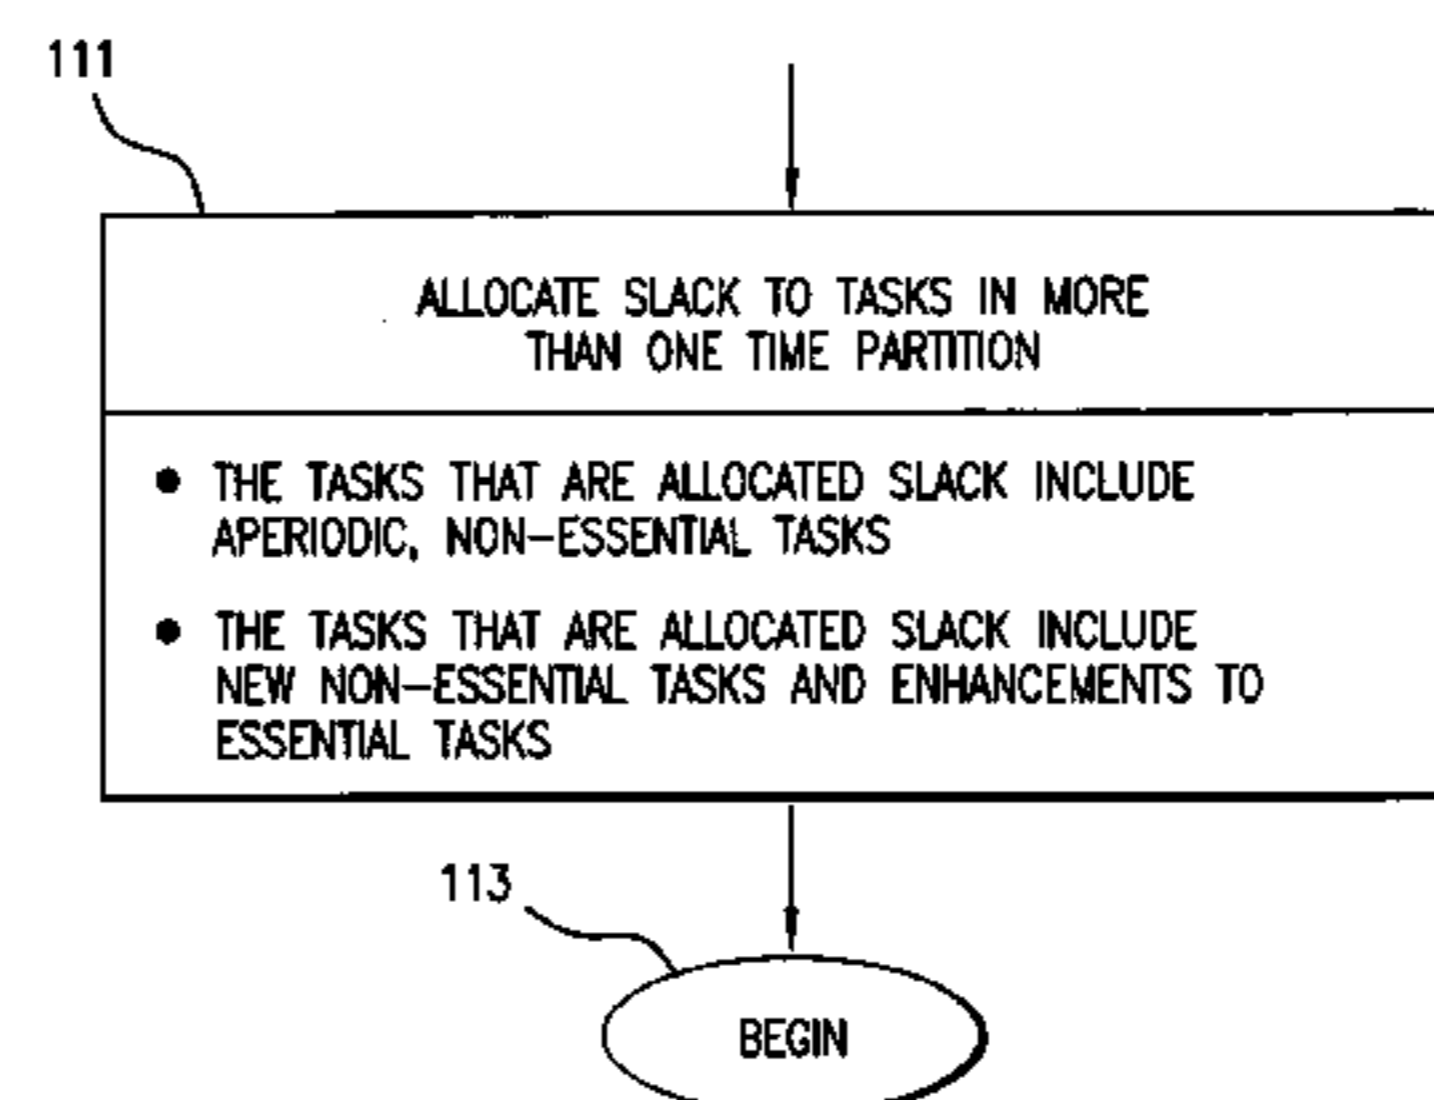 111
ALLOCATE SLACK TO TASKS IN MORE
THAN ONE TIME PARTITION
● THE TASKS THAT ARE ALLOCATED SLACK INCLUDE
APERIODIC, NON-ESSENTIAL TASKS
● THE TASKS THAT ARE ALLOCATED SLACK INCLUDE
NEW NON-ESSENTIAL TASKS AND ENHANCEMENTS TO
ESSENTIAL TASKS
113
BEGIN